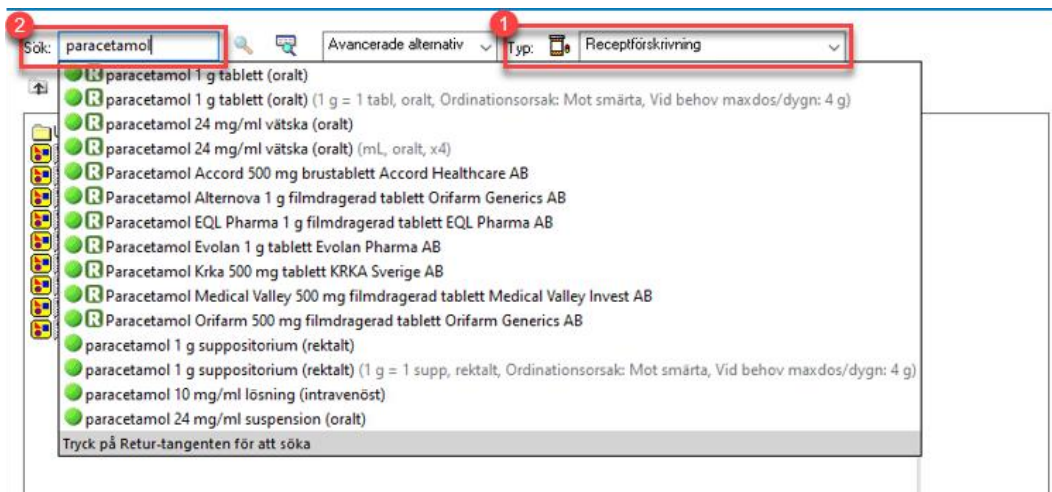 2
1
Sök: paracetamol
Avancerade alternativ
Typ: Receptförskrivning
R paracetamol 1 g tablett (oralt)
R paracetamol 1 g tablett (oralt) (1 g = 1 tabl, oralt, Ordinationsorsak: Mot smärta, Vid behov maxdos/dygn: 4 g)
R paracetamol 24 mg/ml vätska (oralt)
R paracetamol 24 mg/ml vätska (oralt) (mL, oralt, x4)
R Paracetamol Accord 500 mg brustablett Accord Healthcare AB
R Paracetamol Alternova 1 g filmdragerad tablett Orifarm Generics AB
R Paracetamol EQL Pharma 1 g filmdragerad tablett EQL Pharma AB
R Paracetamol Evolan 1 g tablett Evolan Pharma AB
R Paracetamol Krka 500 mg tablett KRKA Sverige AB
R Paracetamol Medical Valley 500 mg filmdragerad tablett Medical Valley Invest AB
R Paracetamol Orifarm 500 mg filmdragerad tablett Orifarm Generics AB
paracetamol 1 g suppositorium (rektalt)
paracetamol 1 g suppositorium (rektalt) (1 g = 1 supp, rektalt, Ordinationsorsak: Mot smärta, Vid behov maxdos/dygn: 4 g)
paracetamol 10 mg/ml lösning (intravenöst)
paracetamol 24 mg/ml suspension (oralt)
Tryck på Retur-tangenten för att söka